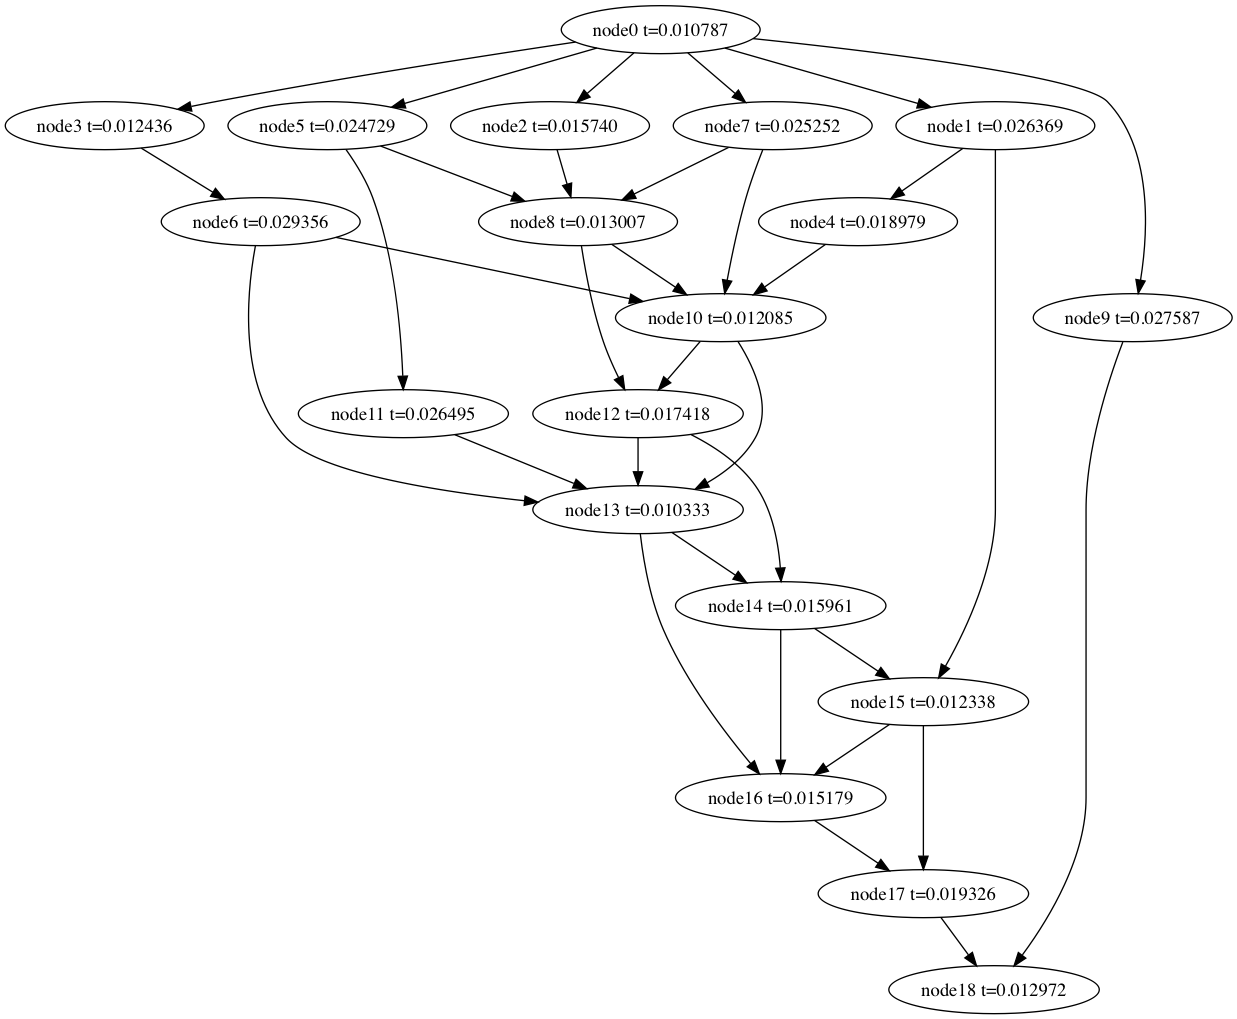 node0 t=0.010787
node3 t=0.012436
node5 t=0.024729
node2 t=0.015740
node7 t=0.025252
node1 t=0.026369
node6 t=0.029356
node8 t=0.013007
node4 t=0.018979
node10 t=0.012085
node9 t=0.027587
node11 t=0.026495
node12 t=0.017418
node13 t=0.010333
node14 t=0.015961
node15 t=0.012338
node16 t=0.015179
node17 t=0.019326
node18 t=0.012972